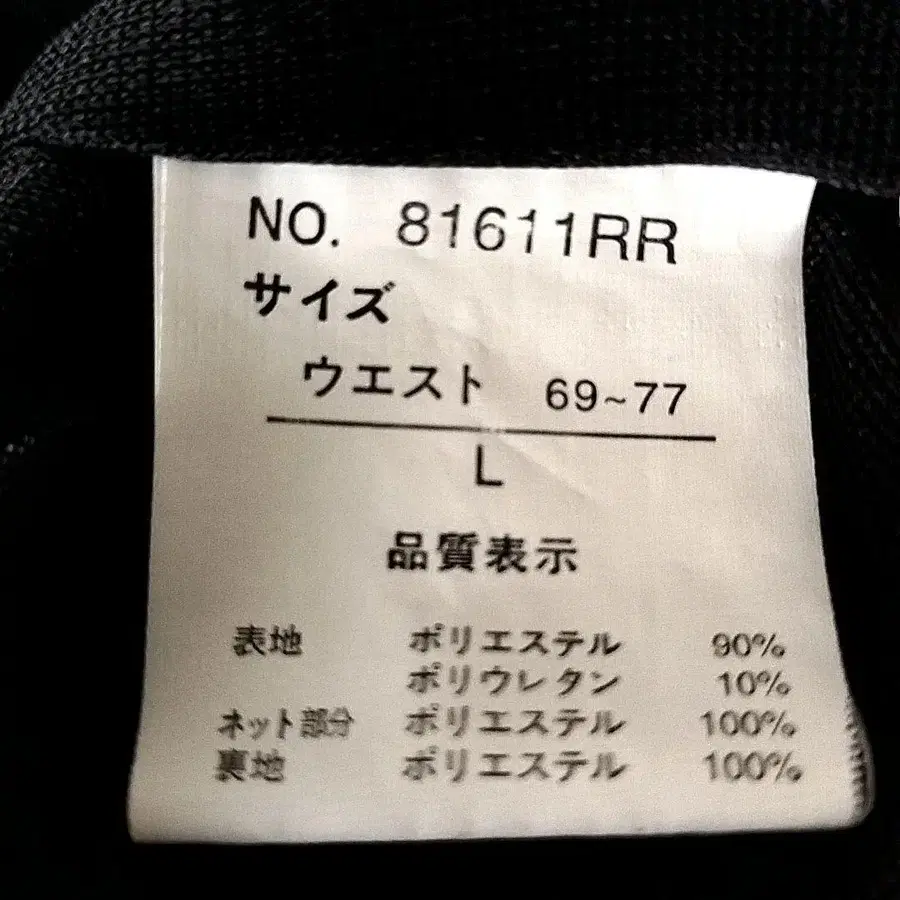 NO. 81611RR
サイズ
ウエスト 69~77
L
品質表示
表地 ポリエステル 90%
ポリウレタン 10%
ネット部分 ポリエステル 100%
裏地 ポリエステル 100%